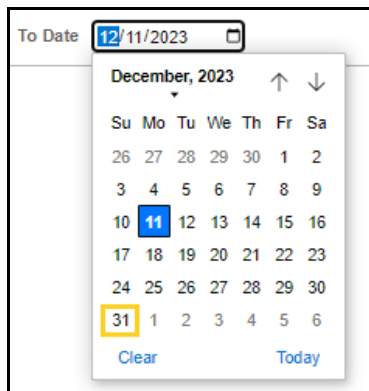 To Date 12/11/2023
December, 2023
Su Mo Tu We Th Fr Sa
26 27 28 29 30 1 2
3 4 5 6 7 8 9
10 11 12 13 14 15 16
17 18 19 20 21 22 23
24 25 26 27 28 29 30
31 1 2 3 4 5 6
Clear Today